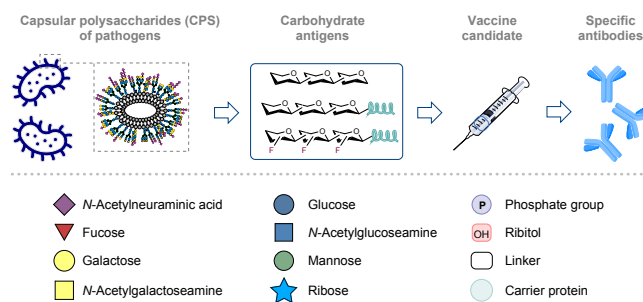 Capsular polysaccharides (CPS)
of pathogens
Carbohydrate
antigens
Vaccine
candidate
Specific
antibodies
O O O
O O O
O O O
F F F
N-Acetylneuraminic acid
Glucose
P Phosphate group
Fucose
N-Acetylglucoseamine
OH Ribitol
Galactose
Mannose
Linker
N-Acetylgalactoseamine
Ribose
Carrier protein